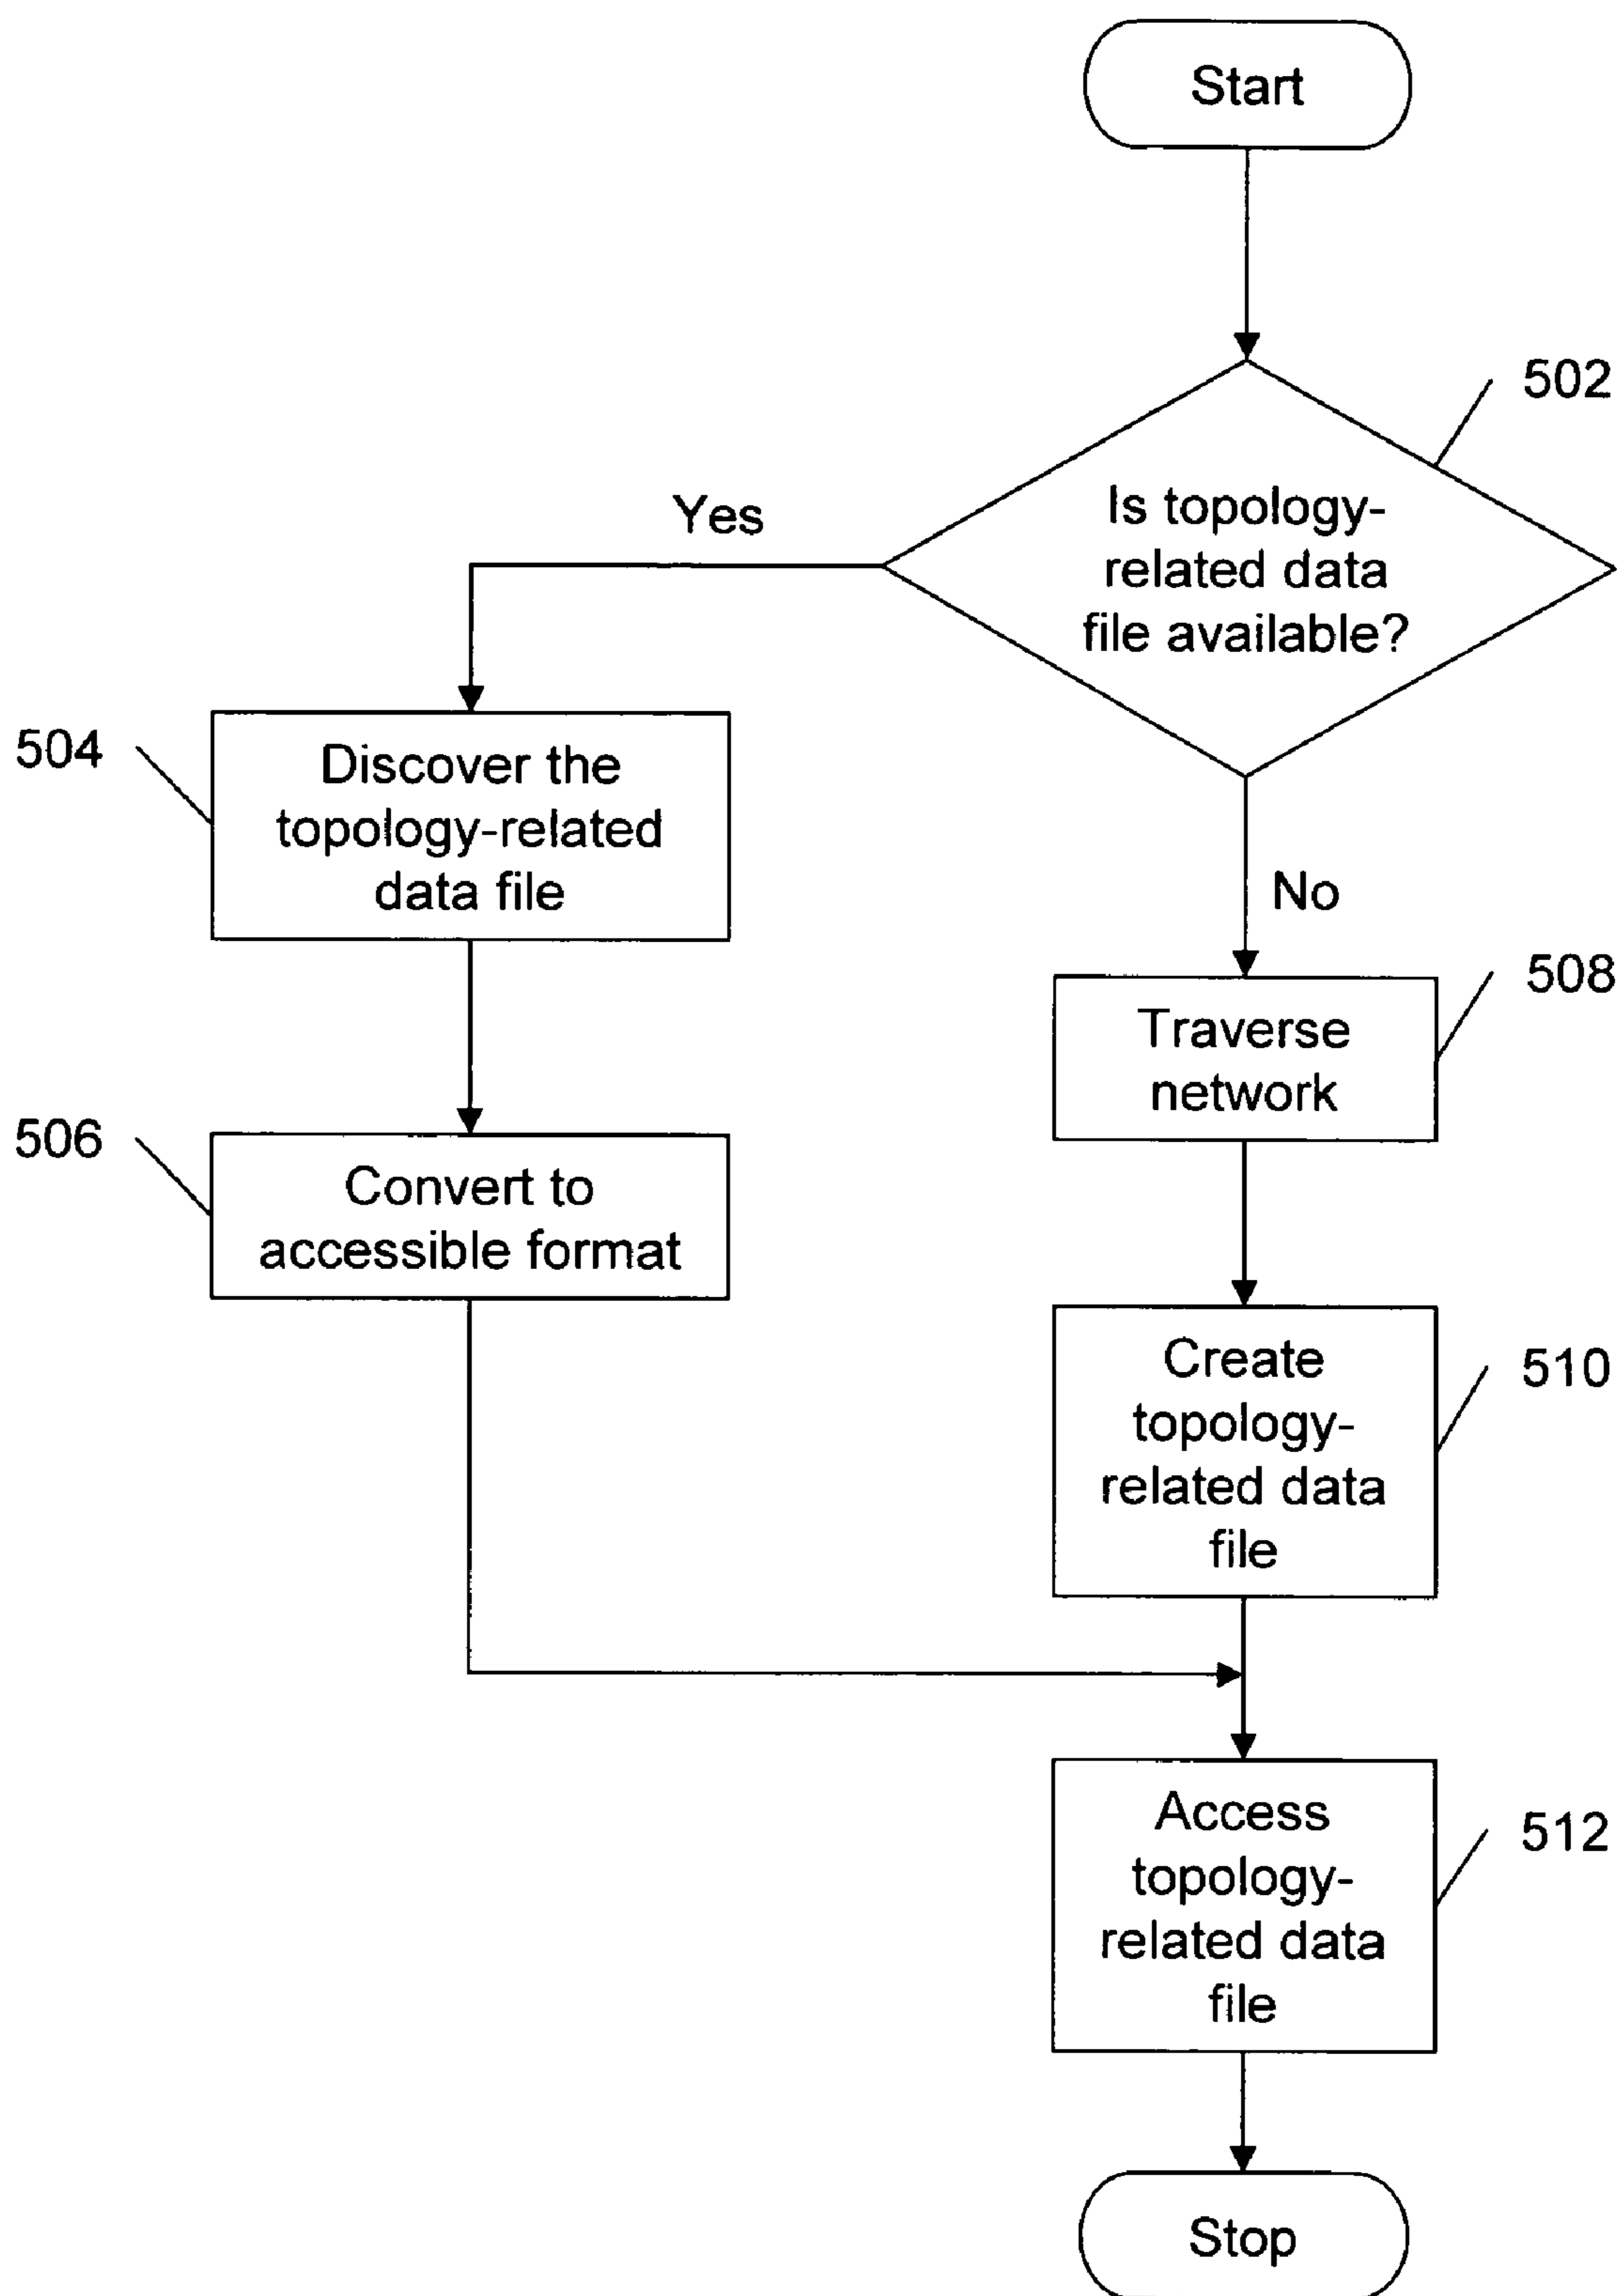 Start
502
Is topology-
related data
file available?
Yes
No
504
Discover the
topology-related
data file
508
Traverse
network
506
Convert to
accessible format
510
Create
topology-
related data
file
512
Access
topology-
related data
file
Stop